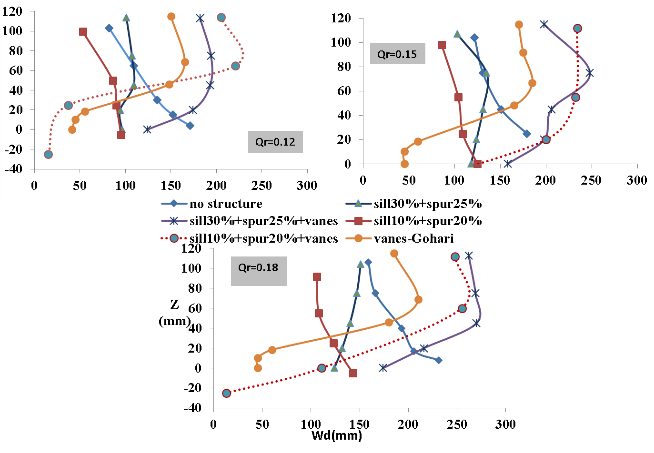 120
100
80
60
40
20
0
-20
-40
0 50 100 150 200 250 300
Qr=0.12
120
100
80
60
40
20
0
0 50 100 150 200 250 300
Qr=0.15
no structure
sill30%+spur25%
sill30%+spur25%+vanes
sill10%+spur20%
sill10%+spur20%+vanes
vanes-Gohari
120
100
80
60
40
20
0
-20
-40
Z
(mm)
Qr=0.18
0 50 100 150 200 250 300
Wd(mm)